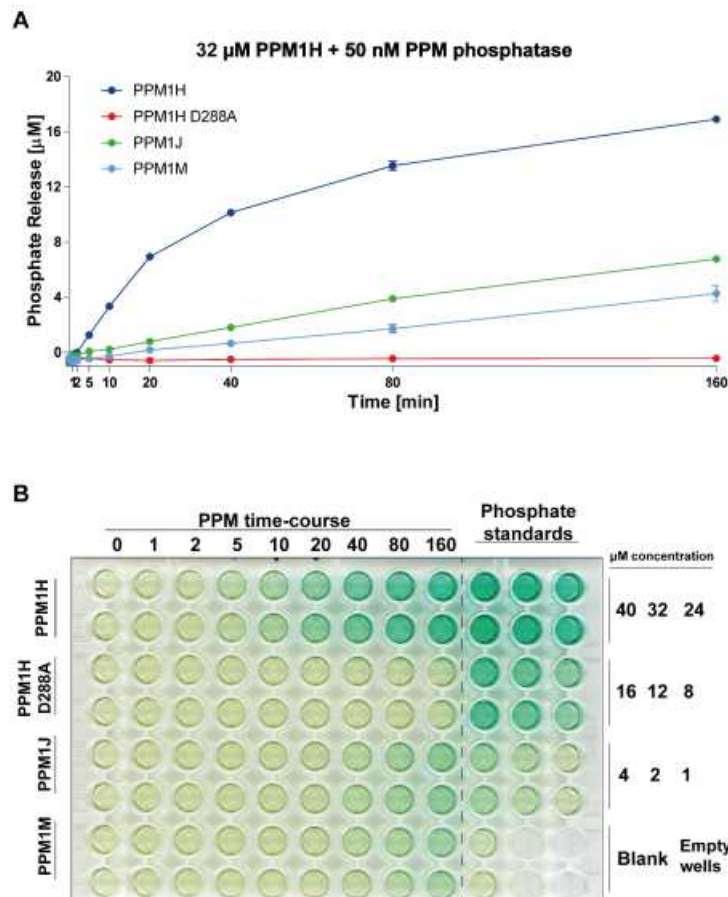 A
32 µM PPM1H + 50 nM PPM phosphatase
20
16
12
8
4
0
Phosphate Release [µM]
PPM1H
PPM1H D288A
PPM1J
PPM1M
1 2 5 10 20 40 80 160
Time [min]
B
PPM time-course
Phosphate
standards
0 1 2 5 10 20 40 80 160
µM concentration
PPM1H
40 32 24
PPM1H
D288A
16 12 8
PPM1J
4 2 1
PPM1M
Blank
Empty
wells